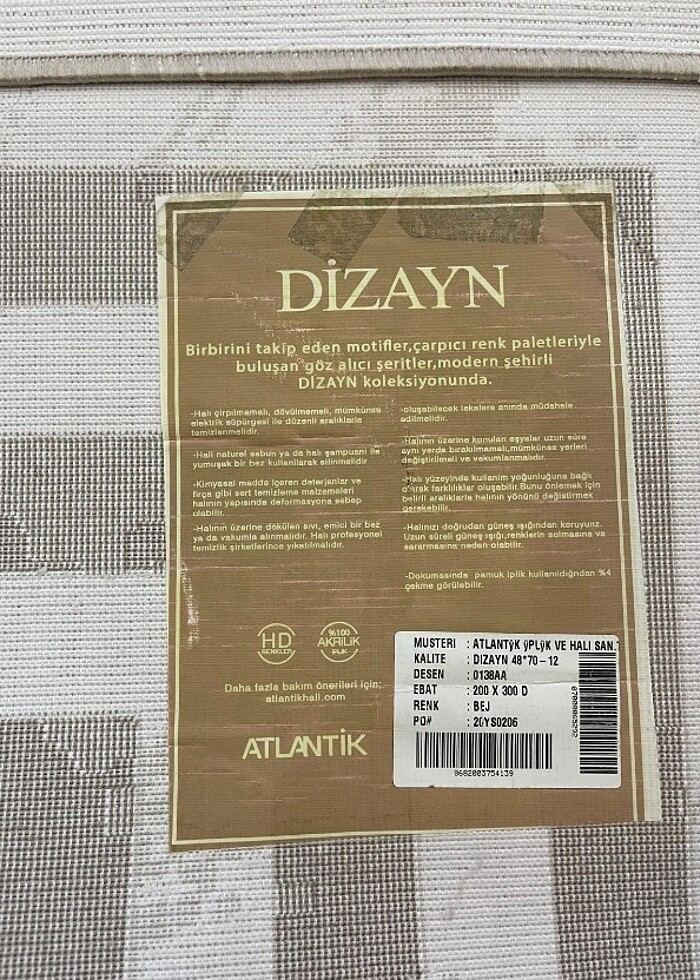 DİZAYN
Birbirini takip eden motifler,çarpıcı renk paletleriyle
buluşan göz alıcı şeritler,modern şehirli
DİZAYN koleksiyonunda.
-Halı çırpılmamalı, dövülmemeli, mümkünse
elektrik süpürgesi ile düzenli aralıklarla
temizlenmelidir.
-Hali naturel sabun ya da halı şampuanı ile
yumuşak bir bez kullanılarak silinmelidir
-Kimyasal madde içeren deterjanlar ve
fırça gibi sert temizleme malzemeleri
halının yapısında deformasyona sebep
olabilir.
-Halının üzerine dökülen sıvı, emici bir bez
ya da vakumla alınmalıdır. Halı profesyonel
temizlik şirketlerince yıkatılmalıdır.
-oluşabilecek lekelere anında müdahale
edilmelidir.
-Halının üzerine konulan eşyalar uzun süre
aynı yerde bırakılmamalı,mümkünse yerleri
değiştirilmeli ve vakumlanmalıdır.
-Halı yüzeyinde kullanım yoğunluğuna bağlı
olarak farklılıklar oluşabilir.Bunu önlemek için
belirli aralıklarla halının yönünü değiştirmek
gerekebilir.
-Halınızı doğrudan güneş ışığından koruyunz.
Uzun süreli güneş ışığı,renklerin solmasına va
sararmasına neden olabilir.
-Dokumasında pamuk iplik kullanıldığından %4
çekme görülebilir.
HD
RENKLER
%100
AKRİLİK
İPLİK
Daha fazla bakım önerileri için;
atlantikhali.com
ATLANTİK
MUSTERI : ATLANTÿK ÿPLÿK VE HALI SAN.T
KALITE : DIZAYN 48*70-12
DESEN : 0138AA
EBAT : 200 X 300 D
RENK : BEJ
PO# : 20YS0206
8682003754139